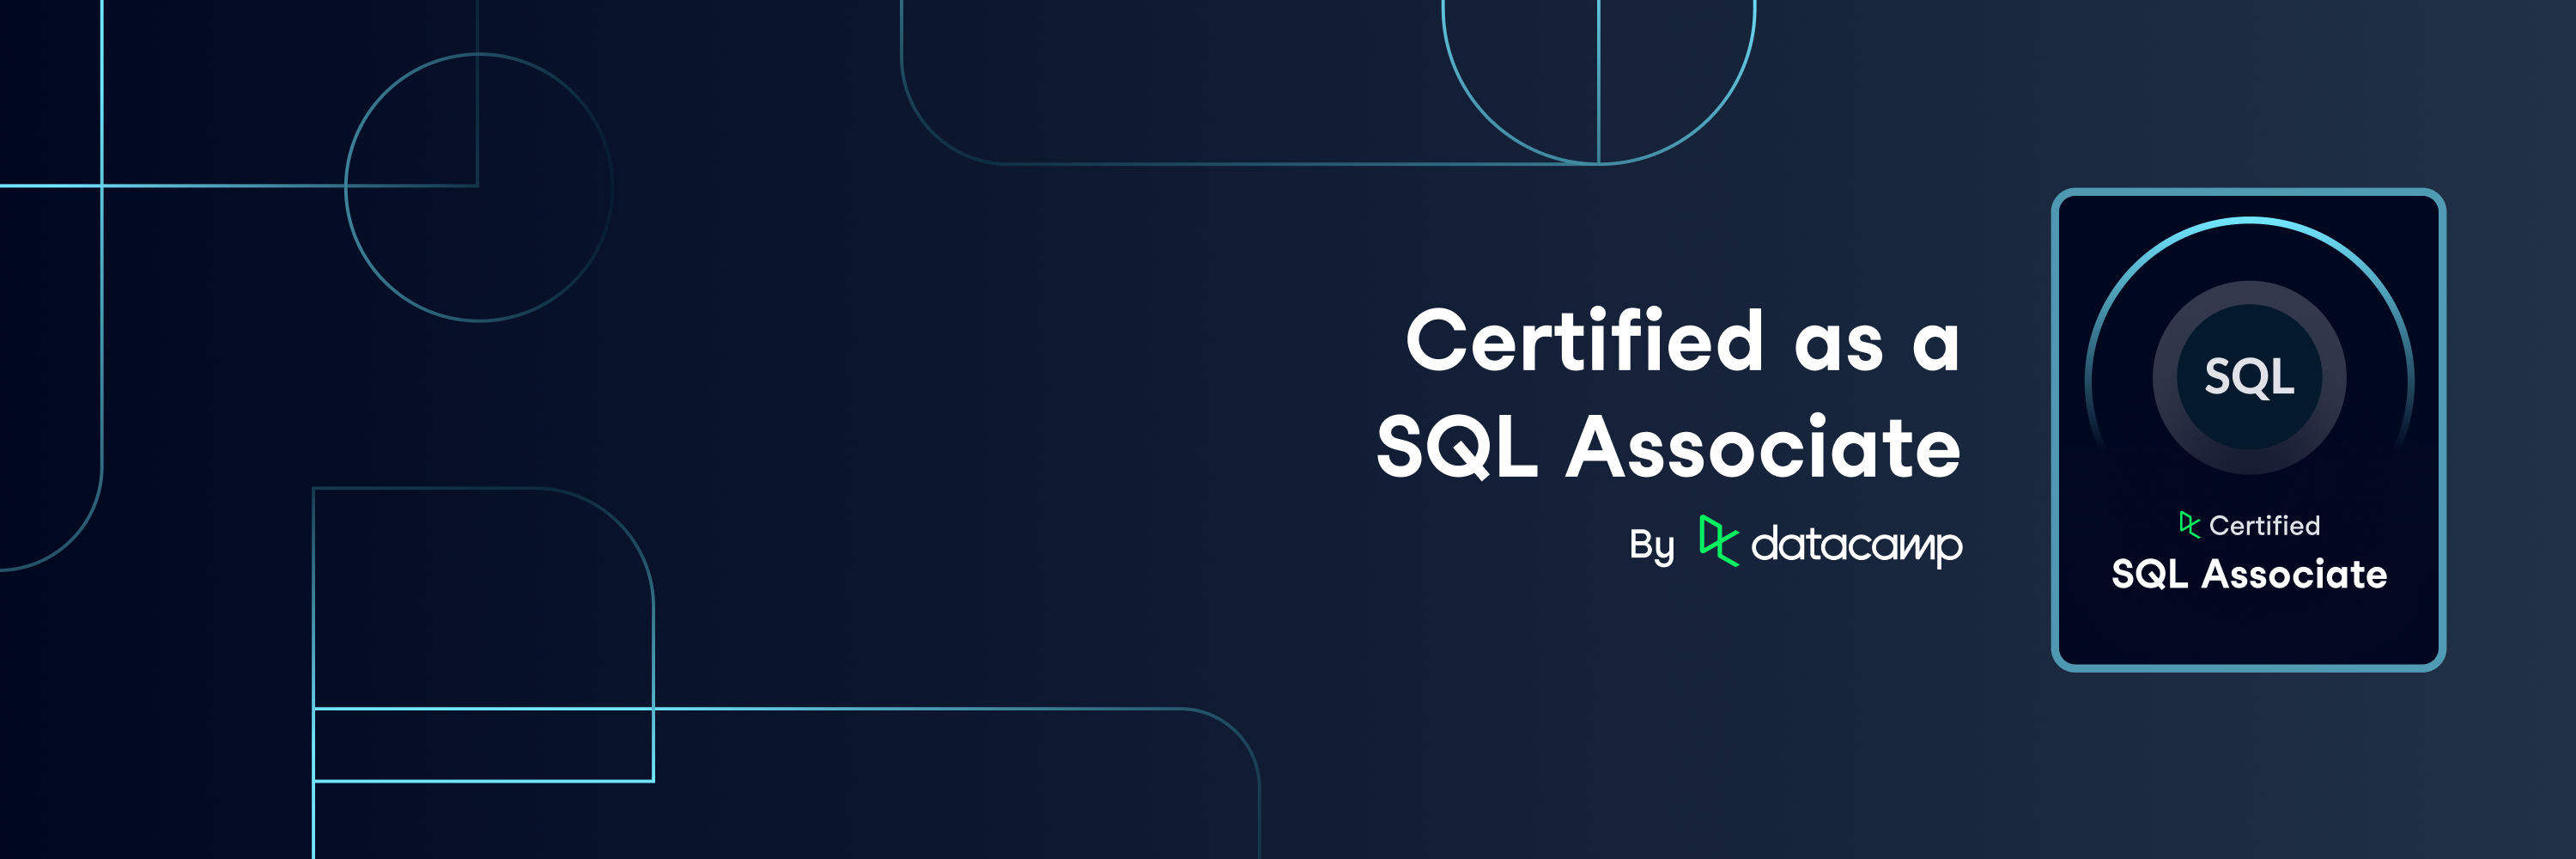 Certified as a
SQL Associate
By datacamp
SQL
Certified
SQL Associate